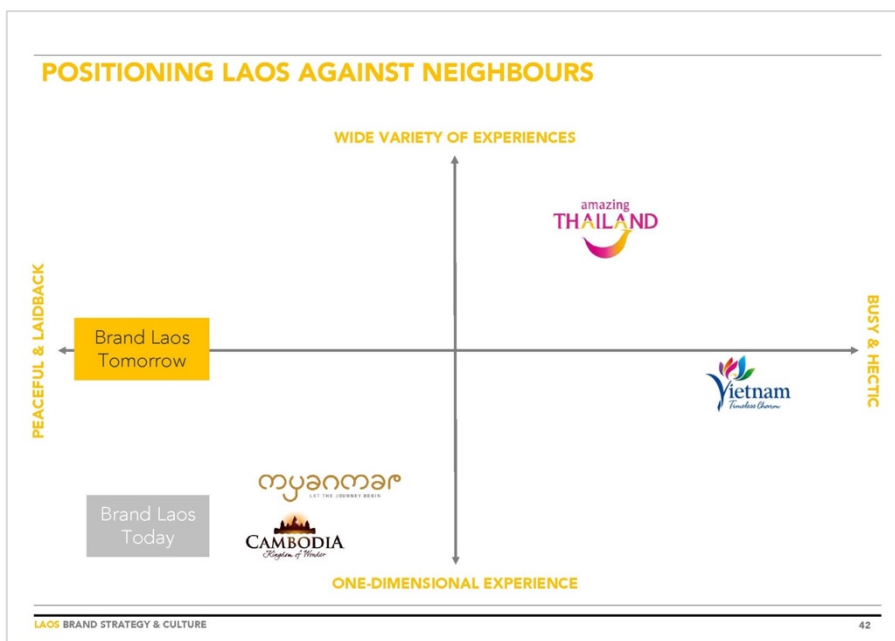 POSITIONING LAOS AGAINST NEIGHBOURS
WIDE VARIETY OF EXPERIENCES
amazing
THAILAND
PEACEFUL & LAIDBACK
Brand Laos
Tomorrow
BUSY & HECTIC
Vietnam
Timeless Charm
myanmar
LET THE JOURNEY BEGIN
Brand Laos
Today
CAMBODIA
Kingdom of Wonder
ONE-DIMENSIONAL EXPERIENCE
LAOS BRAND STRATEGY & CULTURE
42